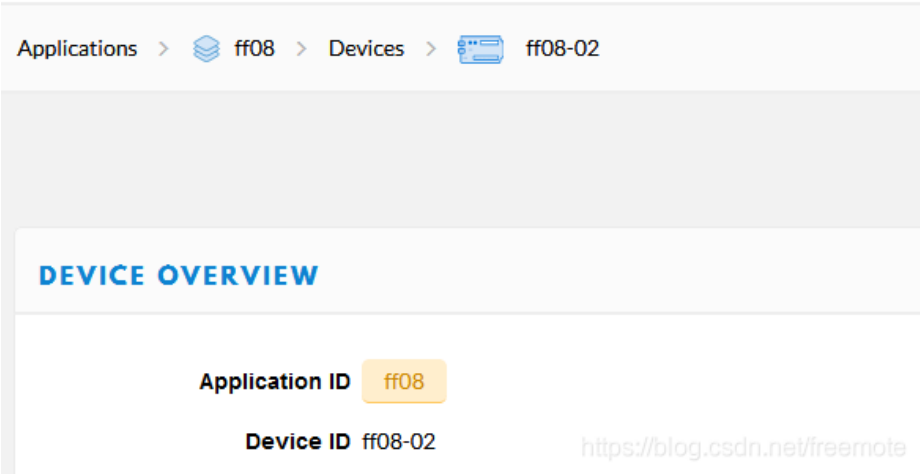 Applications > ff08 > Devices > ff08-02
DEVICE OVERVIEW
Application ID ff08
Device ID ff08-02
https://blog.csdn.net/freemote